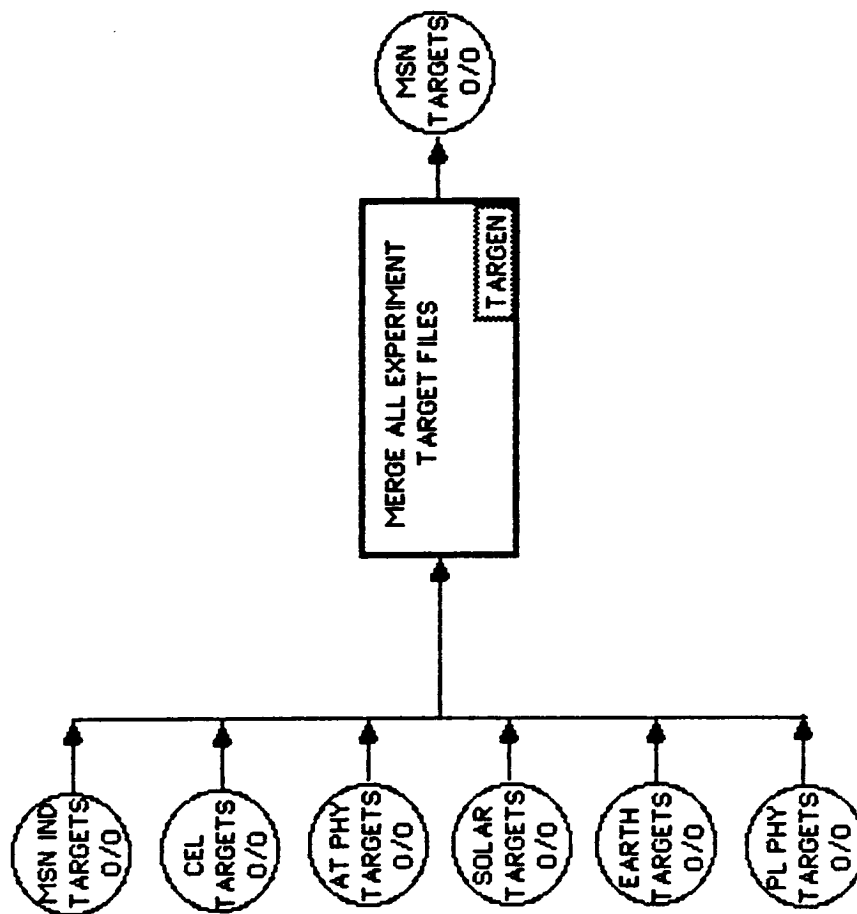 MSN IND
TARGETS
O/O
CEL
TARGETS
O/O
AT PHY
TARGETS
O/O
SOLAR
TARGETS
O/O
EARTH
TARGETS
O/O
PL PHY
TARGETS
O/O
MERGE ALL EXPERIMENT
TARGET FILES
TARGEN
MSN
TARGETS
O/O